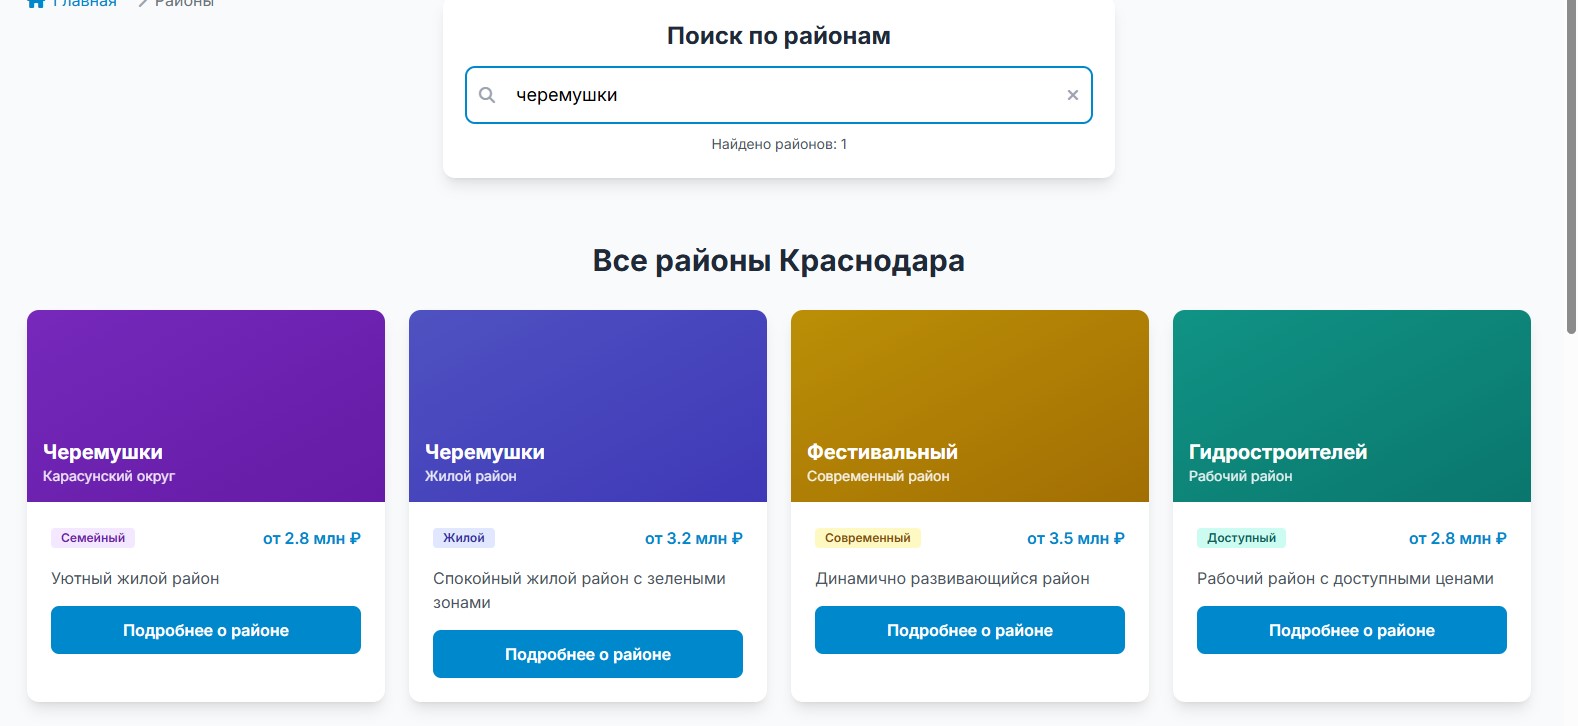 Главная
Районы
Поиск по районам
черемушки
Найдено районов: 1
Все районы Краснодара
Черемушки
Карасунский округ
Семейный
от 2.8 млн ₽
Уютный жилой район
Подробнее о районе
Черемушки
Жилой район
Жилой
от 3.2 млн ₽
Спокойный жилой район с зелеными
зонами
Подробнее о районе
Фестивальный
Современный район
Современный
от 3.5 млн ₽
Динамично развивающийся район
Подробнее о районе
Гидростроителей
Рабочий район
Доступный
от 2.8 млн ₽
Рабочий район с доступными ценами
Подробнее о районе